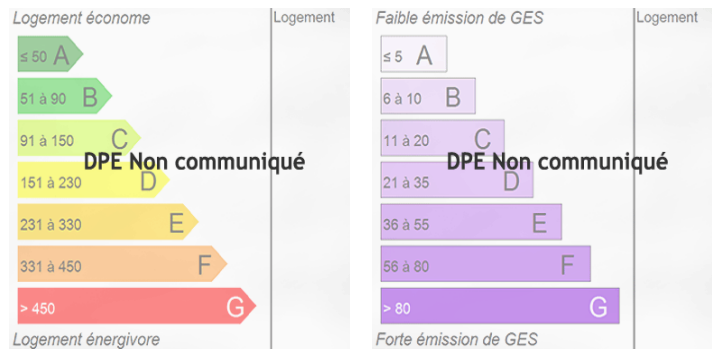 Logement économe
Logement
≤ 50 A
51 à 90 B
91 à 150 C
DPE Non communiqué
151 à 230 D
231 à 330 E
331 à 450 F
> 450 G
Logement énergivore
Faible émission de GES
Logement
≤ 5 A
6 à 10 B
11 à 20 C
DPE Non communiqué
21 à 35 D
36 à 55 E
56 à 80 F
> 80 G
Forte émission de GES